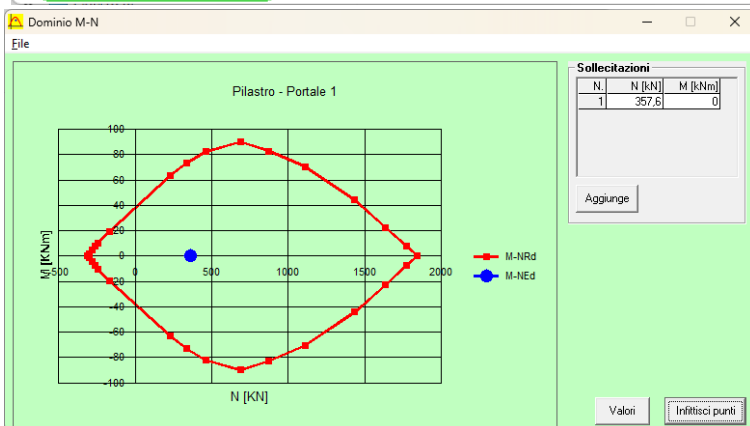 Dominio M-N
File
Pilastro - Portale 1
100
80
60
40
20
0
-20
-40
-60
-80
-100
M [KNm]
-500
0
500
1000
1500
2000
N [KN]
M-NRd
M-NEd
Sollecitazioni
N. N [kN] M [kNm]
1 357,6 0
Aggiunge
Valori
Infittisci punti